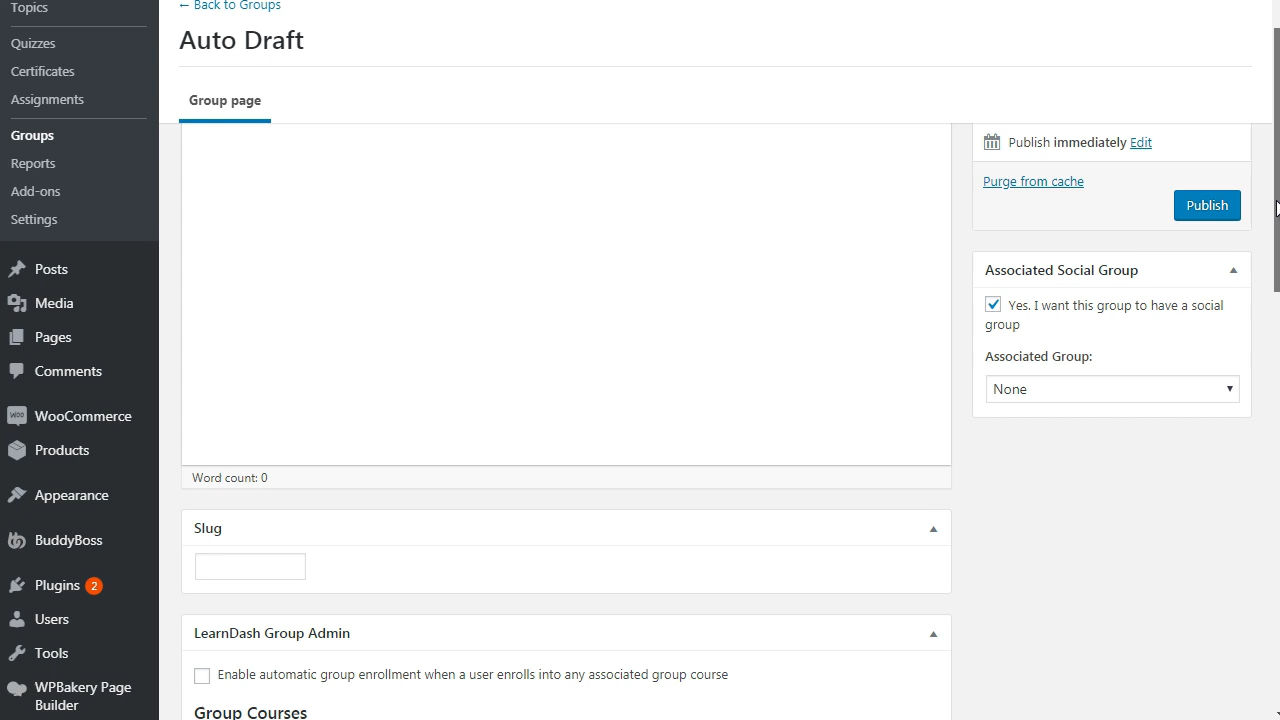 Topics
Quizzes
Certificates
Assignments
Groups
Reports
Add-ons
Settings
Posts
Media
Pages
Comments
WooCommerce
Products
Appearance
BuddyBoss
Plugins 2
Users
Tools
WPBakery Page
Builder
← Back to Groups
Auto Draft
Group page
Word count: 0
Slug
LearnDash Group Admin
Enable automatic group enrollment when a user enrolls into any associated group course
Group Courses
Publish immediately Edit
Purge from cache
Publish
Associated Social Group
Yes. I want this group to have a social
group
Associated Group:
None